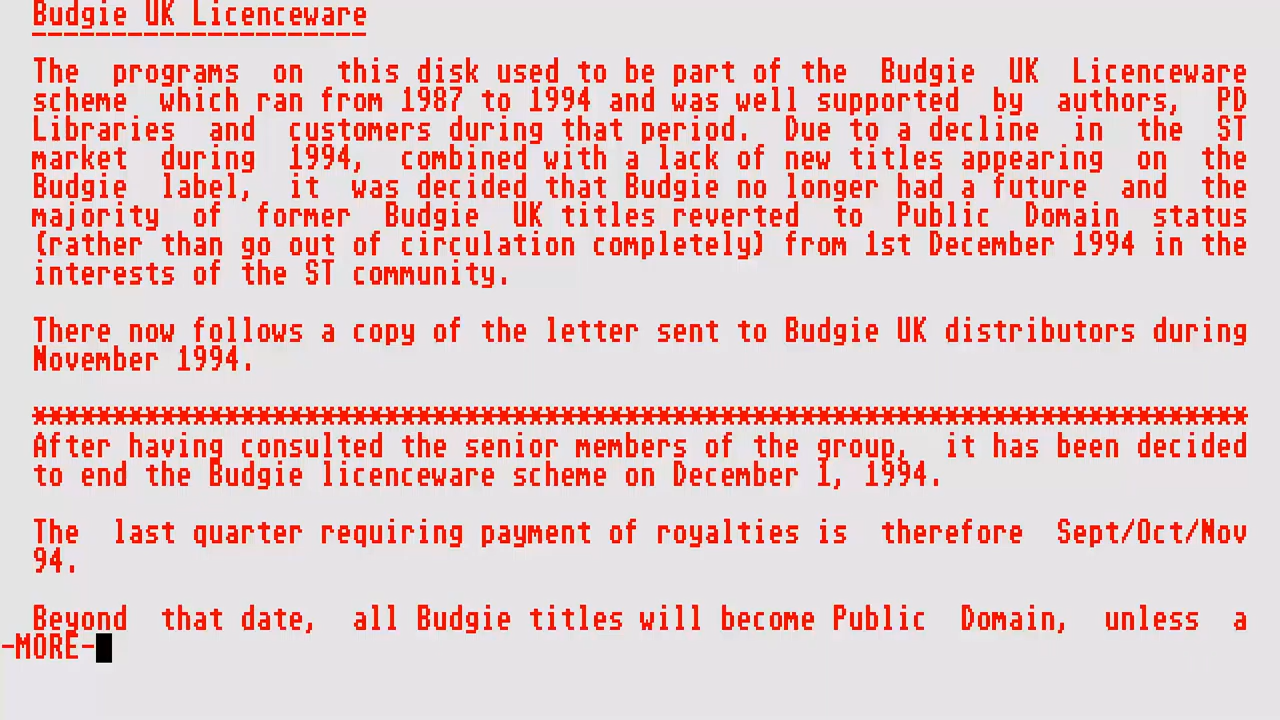 Budgie UK Licenceware
---------------------
The programs on this disk used to be part of the Budgie UK Licenceware
scheme which ran from 1987 to 1994 and was well supported by authors, PD
Libraries and customers during that period. Due to a decline in the ST
market during 1994, combined with a lack of new titles appearing on the
Budgie label, it was decided that Budgie no longer had a future and the
majority of former Budgie UK titles reverted to Public Domain status
(rather than go out of circulation completely) from 1st December 1994 in the
interests of the ST community.
There now follows a copy of the letter sent to Budgie UK distributors during
November 1994.
****************************************************************************
After having consulted the senior members of the group, it has been decided
to end the Budgie licenceware scheme on December 1, 1994.
The last quarter requiring payment of royalties is therefore Sept/Oct/Nov
94.
Beyond that date, all Budgie titles will become Public Domain, unless a
-MORE-